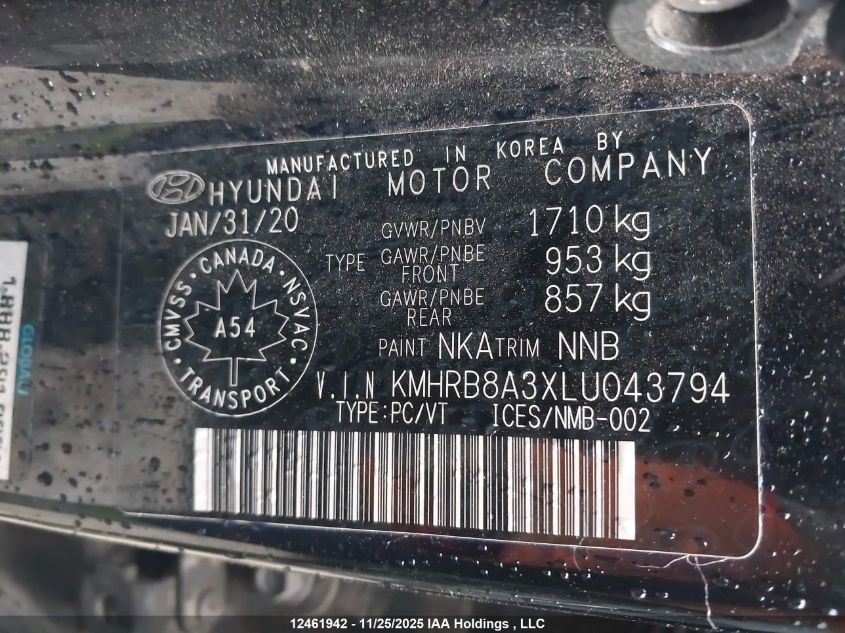 MANUFACTURED IN KOREA BY
HYUNDAI MOTOR COMPANY
JAN/31/20
GVWR/PNBV 1710 kg
TYPE GAWR/PNBE FRONT 953 kg
GAWR/PNBE REAR 857 kg
CMVSS · CANADA · NSVAC
A54
TRANSPORT
PAINT NKA TRIM NNB
V.I.N KMHRB8A3XLU043794
TYPE:PC/VT ICES/NMB-002
GLOBALI
12461942 - 11/25/2025 IAA Holdings , LLC